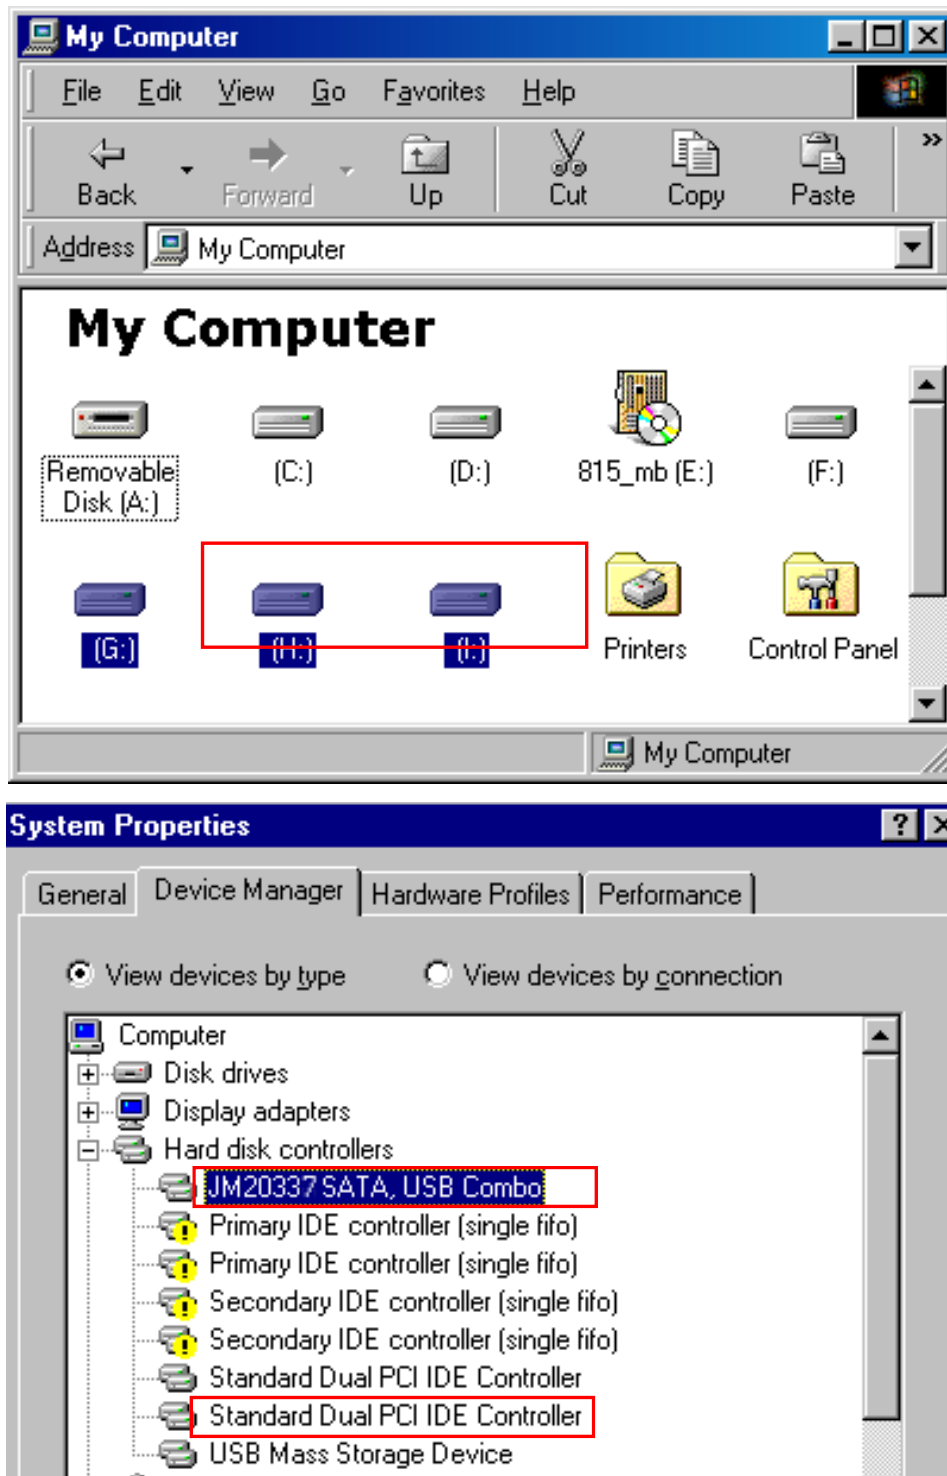 My Computer
File Edit View Go Favorites Help
Back Forward Up Cut Copy Paste »
Address My Computer
My Computer
Removable Disk (A:)
(C:)
(D:)
815_mb (E:)
(F:)
(G:)
(H:)
(I:)
Printers
Control Panel
My Computer
System Properties
General Device Manager Hardware Profiles Performance
View devices by type View devices by connection
Computer
Disk drives
Display adapters
Hard disk controllers
JM20337 SATA, USB Combo
Primary IDE controller (single fifo)
Primary IDE controller (single fifo)
Secondary IDE controller (single fifo)
Secondary IDE controller (single fifo)
Standard Dual PCI IDE Controller
Standard Dual PCI IDE Controller
USB Mass Storage Device